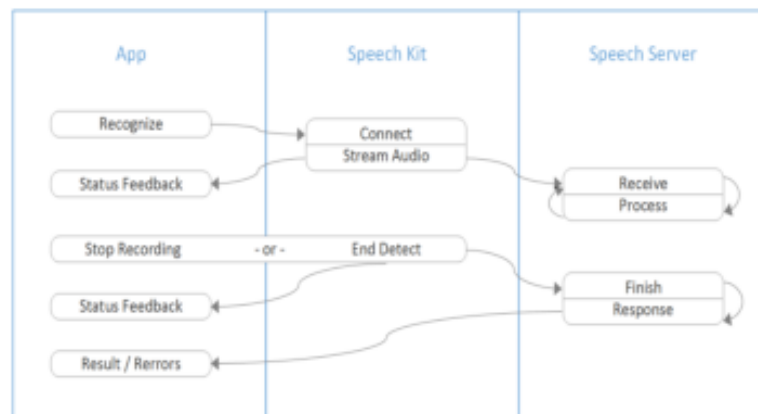 App Speech Kit Speech Server
Recognize
Connect
Stream Audio
Status Feedback
Receive
Process
Stop Recording - or - End Detect
Finish
Status Feedback
Response
Result / Rerrors